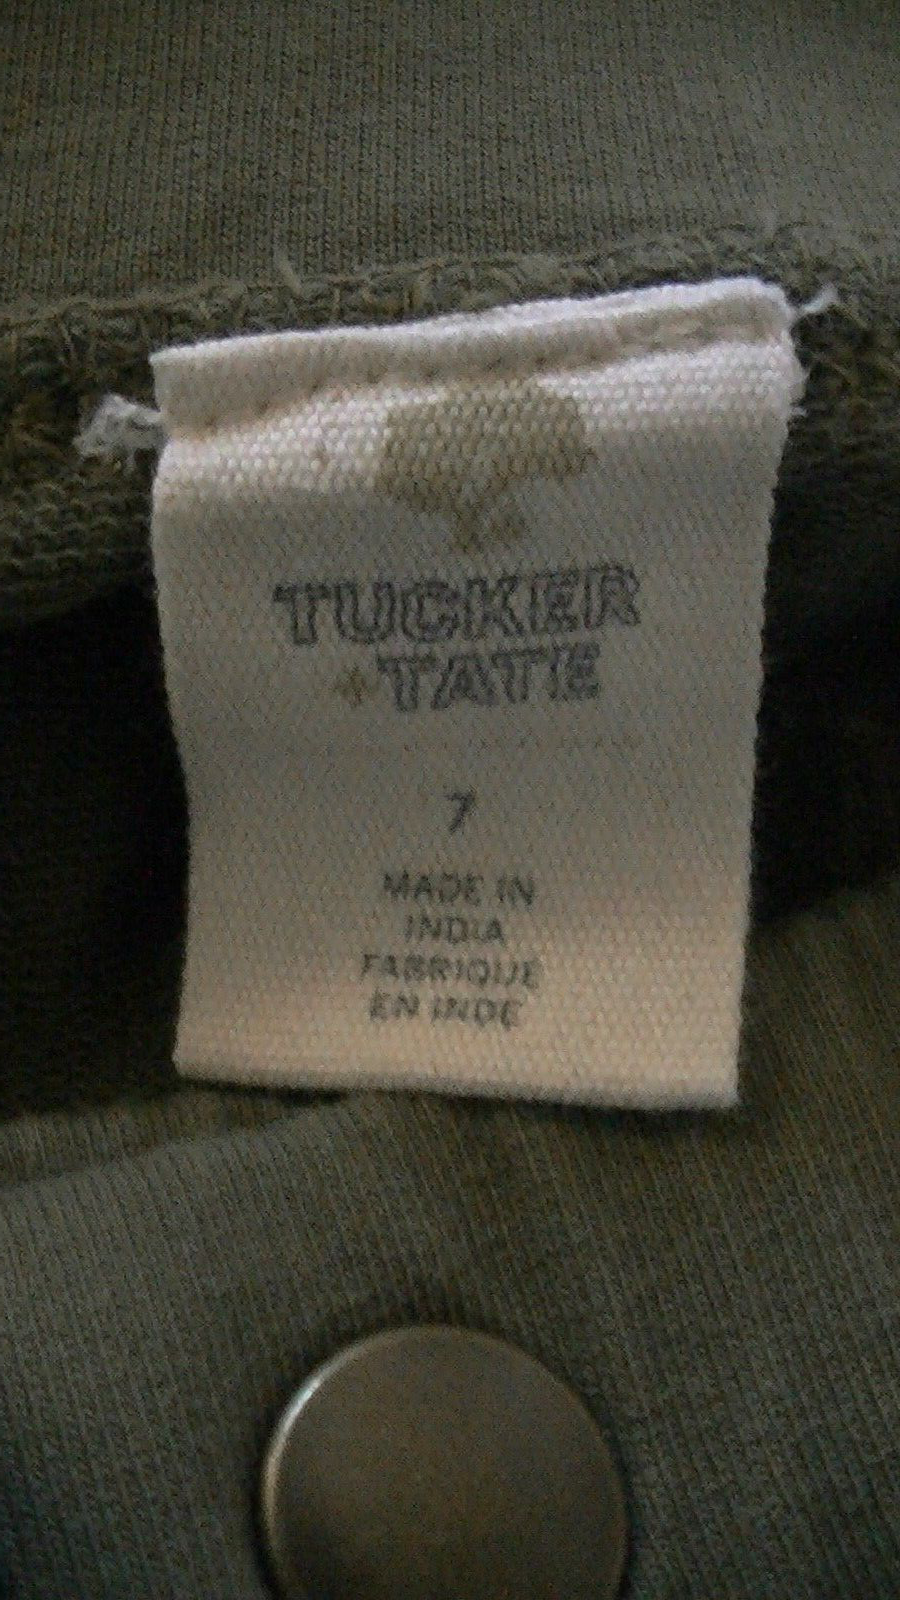 TUCKER
+TATE
7
MADE IN
INDIA
FABRIQUE
EN INDE